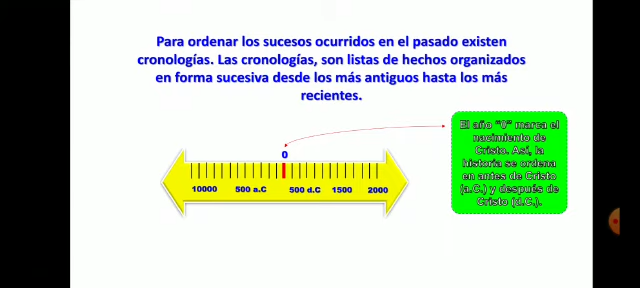 Para ordenar los sucesos ocurridos en el pasado existen
cronologías. Las cronologías, son listas de hechos organizados
en forma sucesiva desde los más antiguos hasta los más
recientes.
0
10000 500 a.C 500 d.C 1500 2000
El año "0" marca el
nacimiento de
Cristo. Así, la
historia se ordena
en antes de Cristo
(a.C.) y después de
Cristo (d.C.).